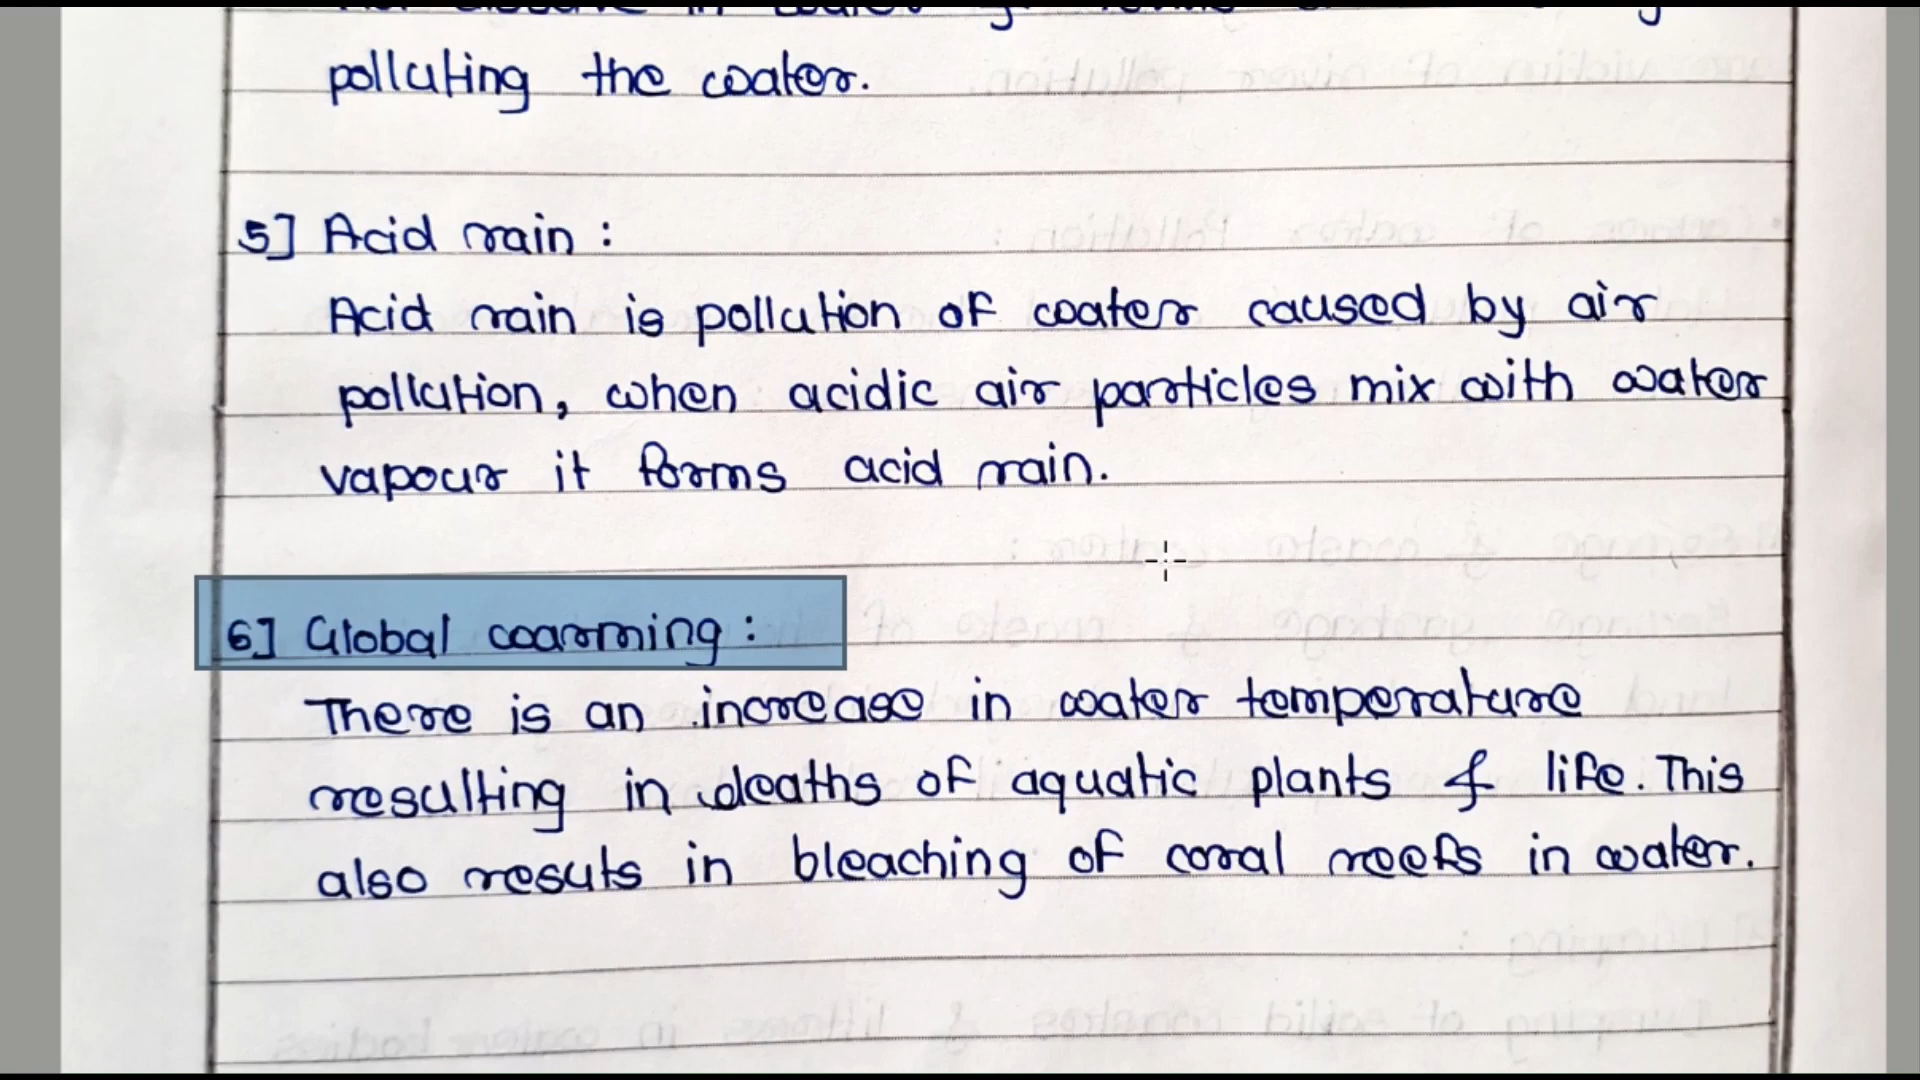 polluting the water.
5] Acid rain :
Acid rain is pollution of water caused by air
pollution, when acidic air particles mix with water
vapour it forms acid rain.
6] Global warming :
There is an increase in water temperature
resulting in deaths of aquatic plants & life. This
also resuts in bleaching of coral reefs in water.